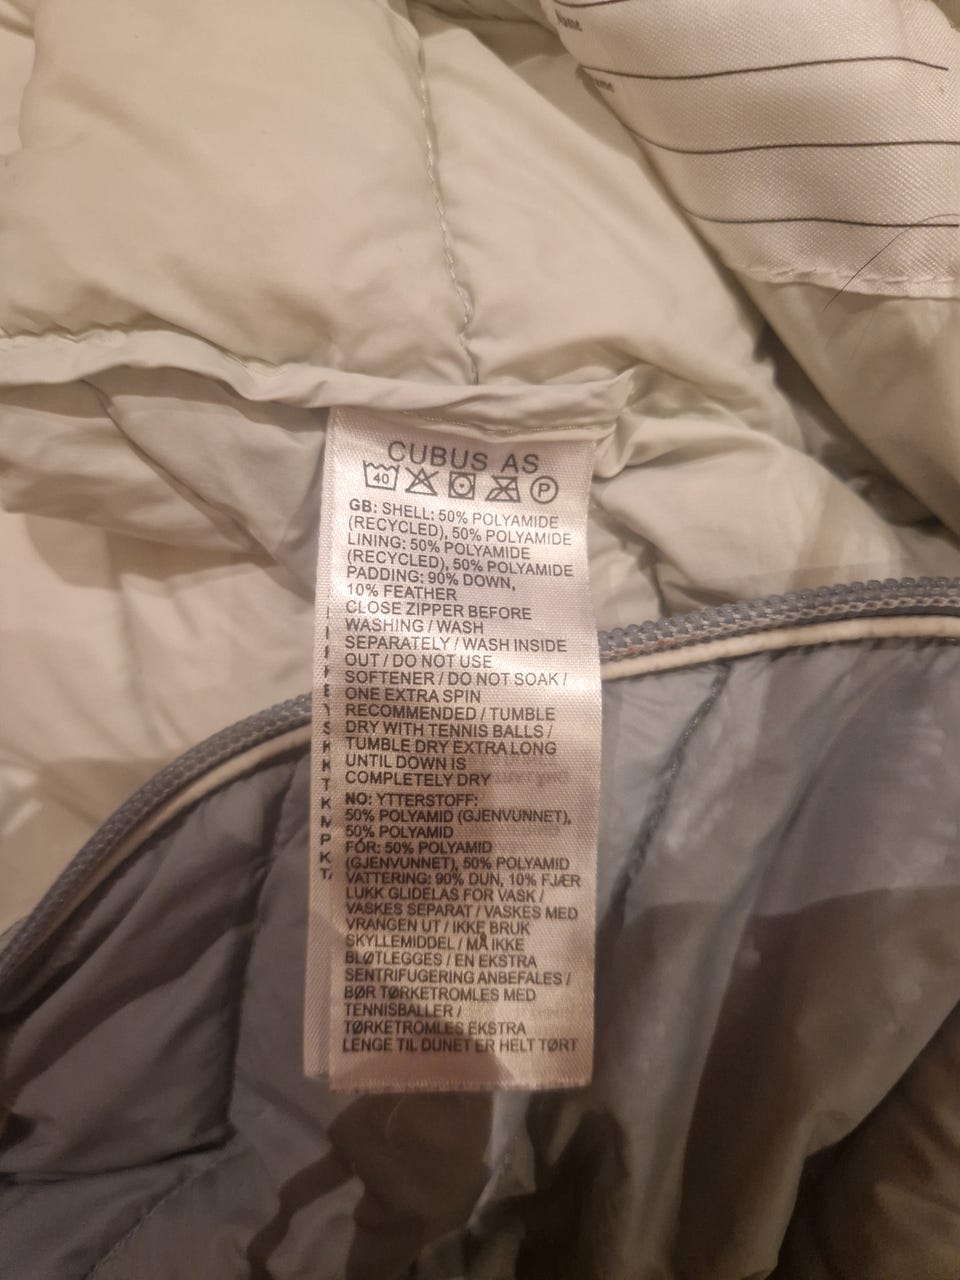 Name
CUBUS AS
40 P
GB: SHELL: 50% POLYAMIDE
(RECYCLED), 50% POLYAMIDE
LINING: 50% POLYAMIDE
(RECYCLED), 50% POLYAMIDE
PADDING: 90% DOWN,
10% FEATHER
CLOSE ZIPPER BEFORE
WASHING / WASH
SEPARATELY / WASH INSIDE
OUT / DO NOT USE
SOFTENER / DO NOT SOAK /
ONE EXTRA SPIN
RECOMMENDED / TUMBLE
DRY WITH TENNIS BALLS /
TUMBLE DRY EXTRA LONG
UNTIL DOWN IS
COMPLETELY DRY
NO: YTTERSTOFF:
50% POLYAMID (GJENVUNNET),
50% POLYAMID
FÓR: 50% POLYAMID
(GJENVUNNET), 50% POLYAMID
VATTERING: 90% DUN, 10% FJÆR
LUKK GLIDELÅS FOR VASK /
VASKES SEPARAT / VASKES MED
VRANGEN UT / IKKE BRUK
SKYLLEMIDDEL / MÅ IKKE
BLØTLEGGES / EN EKSTRA
SENTRIFUGERING ANBEFALES /
BØR TØRKETROMLES MED
TENNISBALLER /
TØRKETROMLES EKSTRA
LENGE TIL DUNET ER HELT TØRT